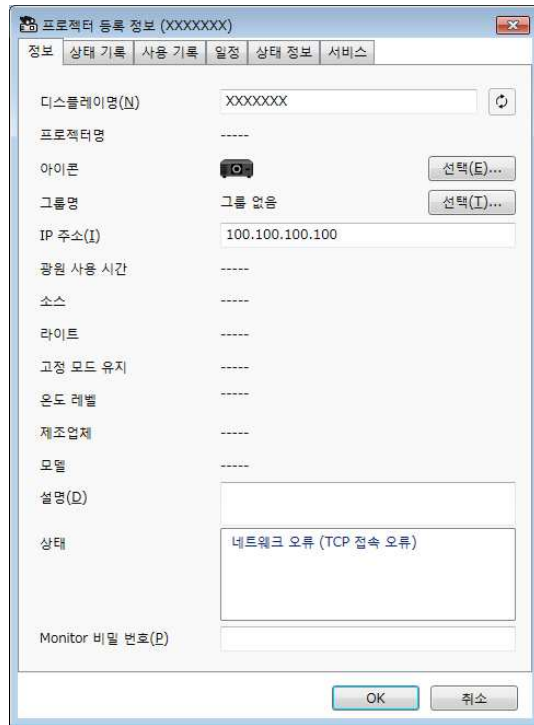 프로젝터 등록 정보 (XXXXXXX)
정보 상태 기록 사용 기록 일정 상태 정보 서비스
디스플레이명(N) XXXXXXX
프로젝터명 -----
아이콘 선택(E)...
그룹명 그룹 없음 선택(T)...
IP 주소(I) 100.100.100.100
광원 사용 시간 -----
소스 -----
라이트 -----
고정 모드 유지 -----
온도 레벨 -----
제조업체 -----
모델 -----
설명(D)
상태 네트워크 오류 (TCP 접속 오류)
Monitor 비밀 번호(P)
OK 취소